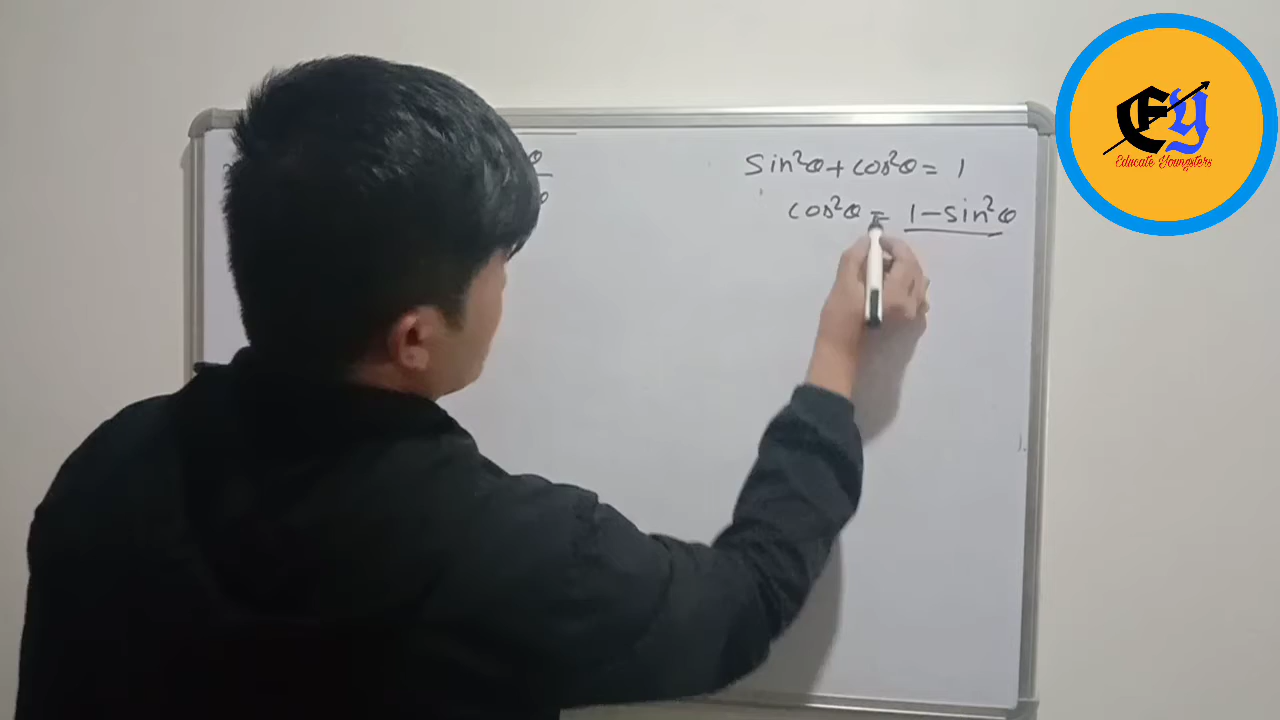 sin²θ + cos²θ = 1
cos²θ = 1 - sin²θ
EY
Educate Youngsters